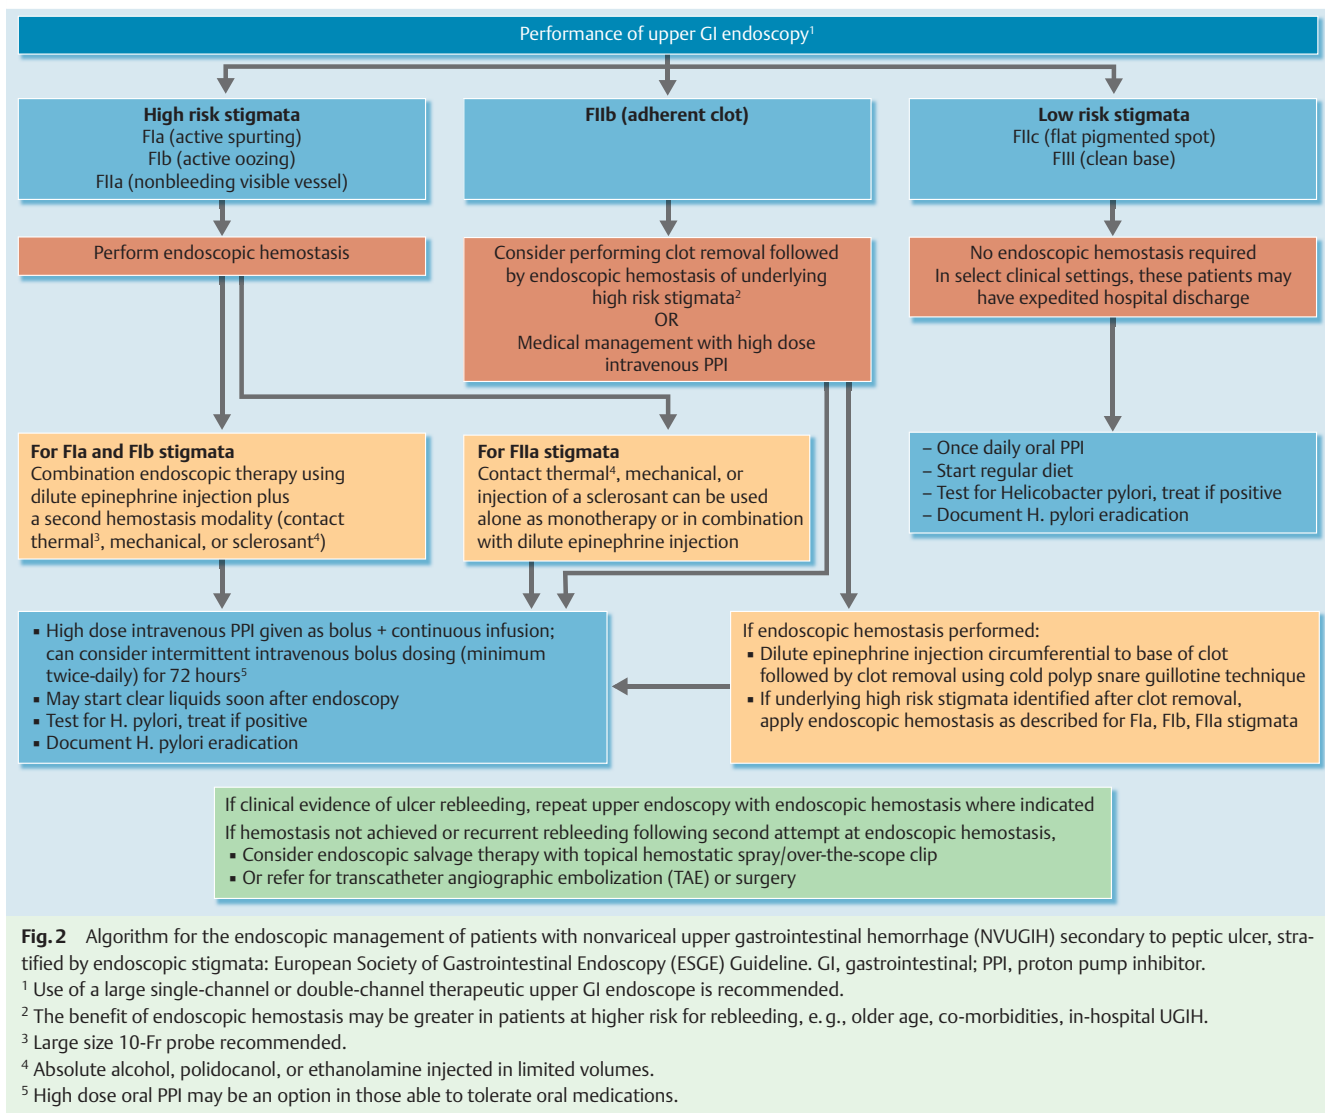 Performance of upper GI endoscopy¹
High risk stigmata
FIa (active spurting)
FIb (active oozing)
FIIa (nonbleeding visible vessel)
FIIb (adherent clot)
Low risk stigmata
FIIc (flat pigmented spot)
FIII (clean base)
Perform endoscopic hemostasis
Consider performing clot removal followed
by endoscopic hemostasis of underlying
high risk stigmata²
OR
Medical management with high dose
intravenous PPI
No endoscopic hemostasis required
In select clinical settings, these patients may
have expedited hospital discharge
For FIa and FIb stigmata
Combination endoscopic therapy using
dilute epinephrine injection plus
a second hemostasis modality (contact
thermal³, mechanical, or sclerosant⁴)
For FIIa stigmata
Contact thermal⁴, mechanical, or
injection of a sclerosant can be used
alone as monotherapy or in combination
with dilute epinephrine injection
– Once daily oral PPI
– Start regular diet
– Test for Helicobacter pylori, treat if positive
– Document H. pylori eradication
▪ High dose intravenous PPI given as bolus + continuous infusion;
can consider intermittent intravenous bolus dosing (minimum
twice-daily) for 72 hours⁵
▪ May start clear liquids soon after endoscopy
▪ Test for H. pylori, treat if positive
▪ Document H. pylori eradication
If endoscopic hemostasis performed:
▪ Dilute epinephrine injection circumferential to base of clot
followed by clot removal using cold polyp snare guillotine technique
▪ If underlying high risk stigmata identified after clot removal,
apply endoscopic hemostasis as described for FIa, FIb, FIIa stigmata
If clinical evidence of ulcer rebleeding, repeat upper endoscopy with endoscopic hemostasis where indicated
If hemostasis not achieved or recurrent rebleeding following second attempt at endoscopic hemostasis,
▪ Consider endoscopic salvage therapy with topical hemostatic spray/over-the-scope clip
▪ Or refer for transcatheter angiographic embolization (TAE) or surgery
Fig. 2 Algorithm for the endoscopic management of patients with nonvariceal upper gastrointestinal hemorrhage (NVUGIH) secondary to peptic ulcer, stra-
tified by endoscopic stigmata: European Society of Gastrointestinal Endoscopy (ESGE) Guideline. GI, gastrointestinal; PPI, proton pump inhibitor.
¹ Use of a large single-channel or double-channel therapeutic upper GI endoscope is recommended.
² The benefit of endoscopic hemostasis may be greater in patients at higher risk for rebleeding, e. g., older age, co-morbidities, in-hospital UGIH.
³ Large size 10-Fr probe recommended.
⁴ Absolute alcohol, polidocanol, or ethanolamine injected in limited volumes.
⁵ High dose oral PPI may be an option in those able to tolerate oral medications.